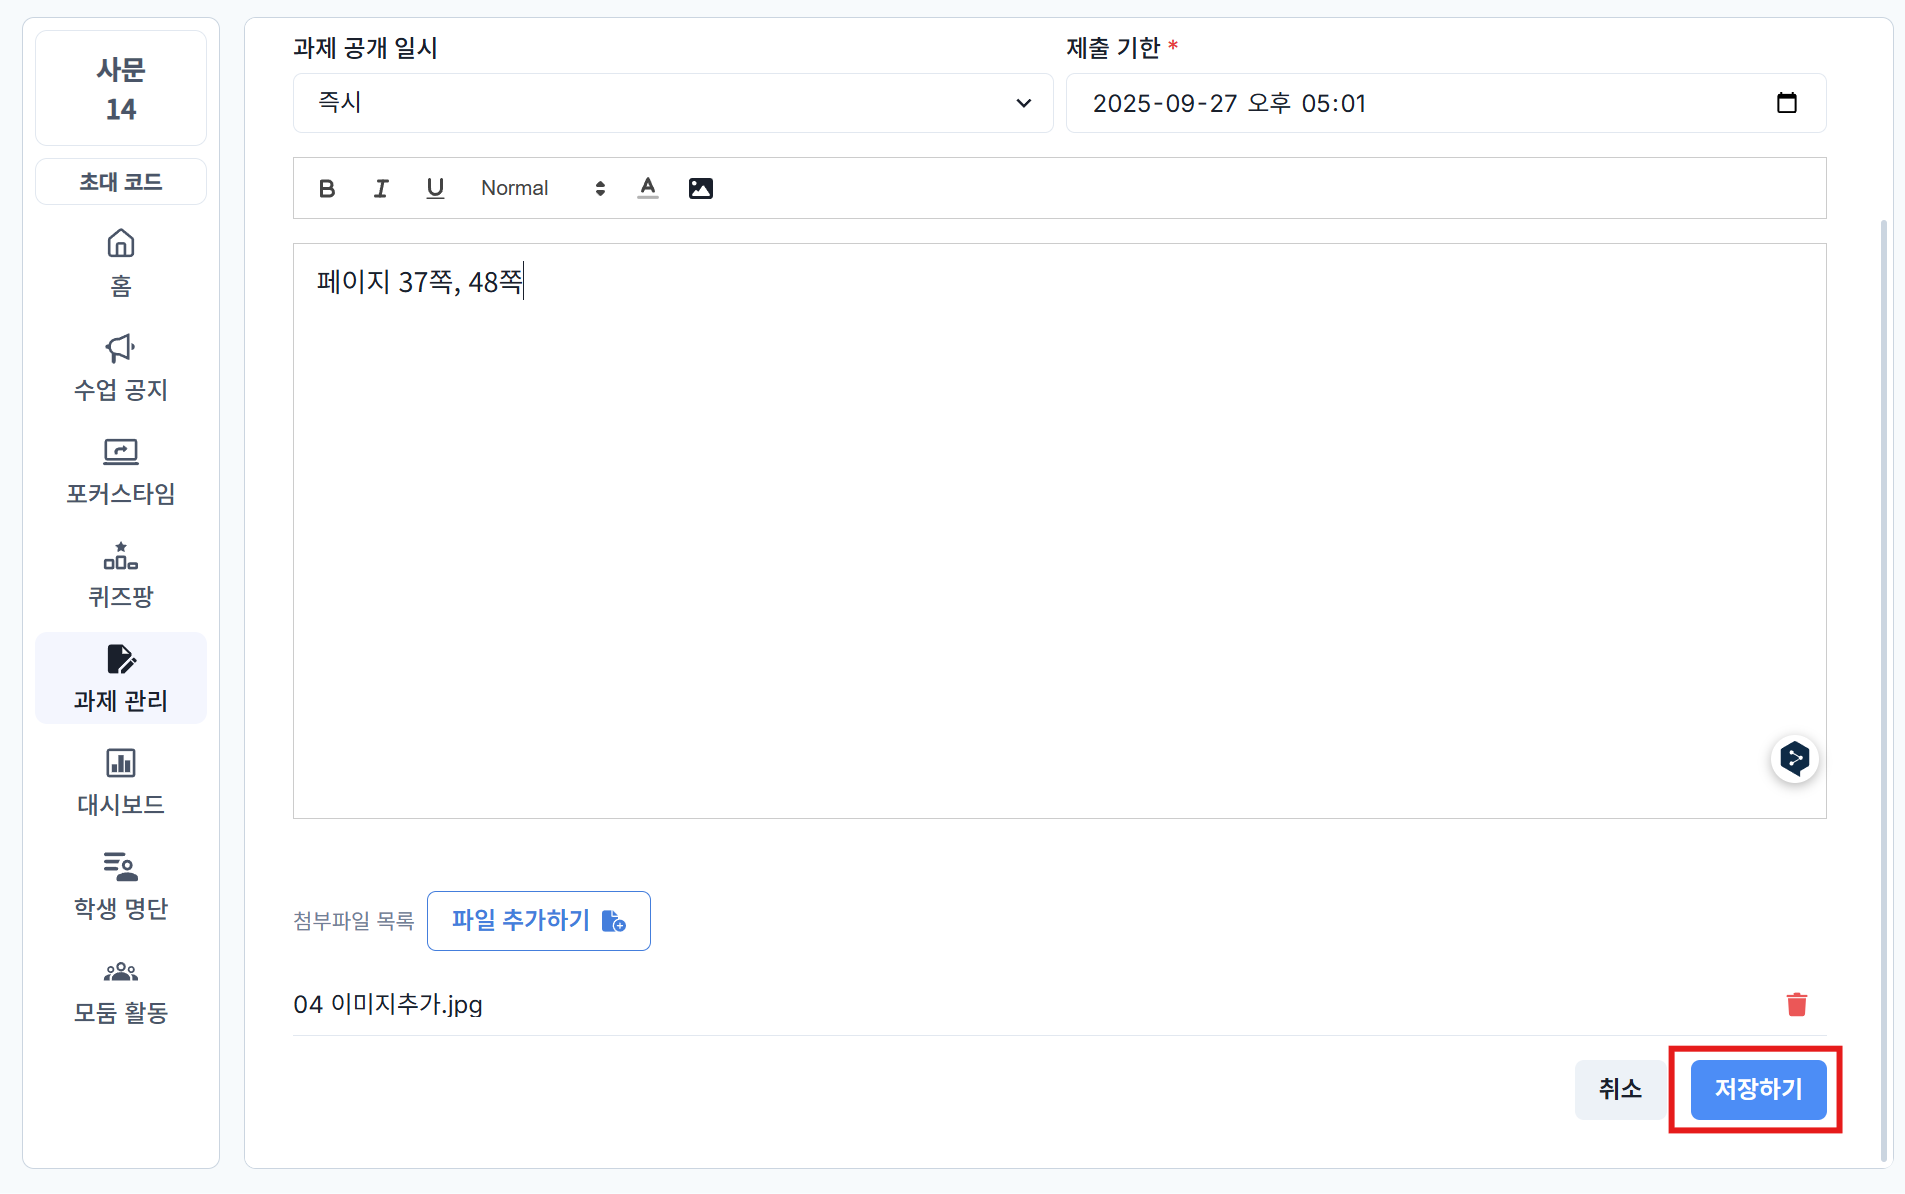 사문
14
초대 코드
홈
수업 공지
포커스타임
퀴즈팡
과제 관리
대시보드
학생 명단
모둠 활동
과제 공개 일시
제출 기한 *
즉시
2025-09-27 오후 05:01
B I U Normal A
페이지 37쪽, 48쪽
첨부파일 목록
파일 추가하기
04 이미지추가.jpg
취소
저장하기